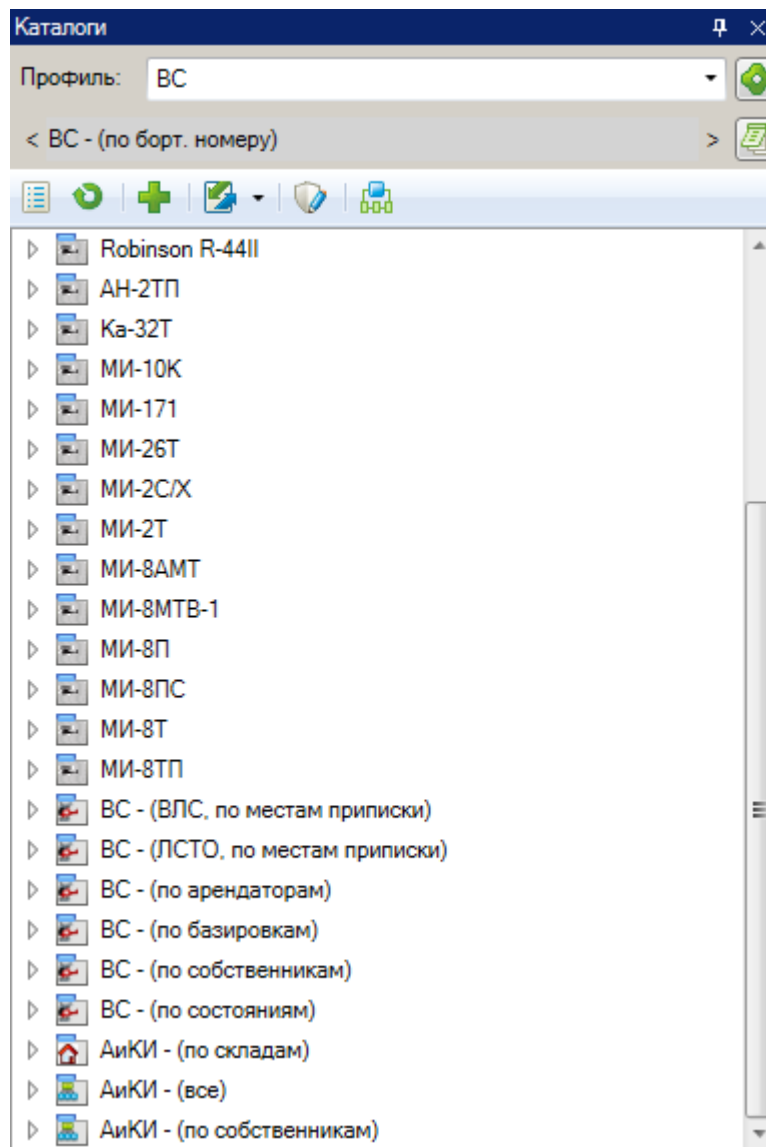 Каталоги
Профиль: ВС
< ВС - (по борт. номеру) >
Robinson R-44II
АН-2ТП
Ка-32Т
МИ-10К
МИ-171
МИ-26Т
МИ-2С/Х
МИ-2Т
МИ-8АМТ
МИ-8МТВ-1
МИ-8П
МИ-8ПС
МИ-8Т
МИ-8ТП
ВС - (ВЛС, по местам приписки)
ВС - (ЛСТО, по местам приписки)
ВС - (по арендаторам)
ВС - (по базировкам)
ВС - (по собственникам)
ВС - (по состояниям)
АиКИ - (по складам)
АиКИ - (все)
АиКИ - (по собственникам)